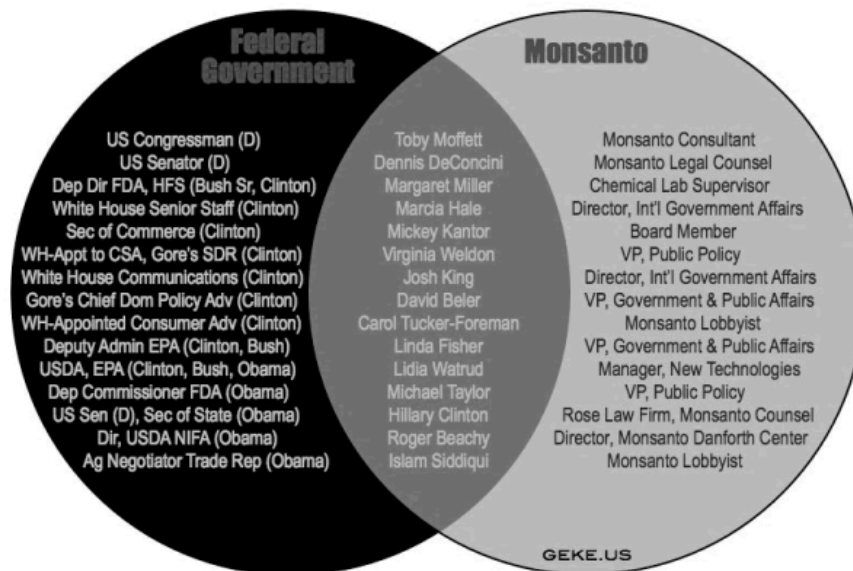 Federal
Government
Monsanto
US Congressman (D) Toby Moffett Monsanto Consultant
US Senator (D) Dennis DeConcini Monsanto Legal Counsel
Dep Dir FDA, HFS (Bush Sr, Clinton) Margaret Miller Chemical Lab Supervisor
White House Senior Staff (Clinton) Marcia Hale Director, Int'l Government Affairs
Sec of Commerce (Clinton) Mickey Kantor Board Member
WH-Appt to CSA, Gore's SDR (Clinton) Virginia Weldon VP, Public Policy
White House Communications (Clinton) Josh King Director, Int'l Government Affairs
Gore's Chief Dom Policy Adv (Clinton) David Beler VP, Government & Public Affairs
WH-Appointed Consumer Adv (Clinton) Carol Tucker-Foreman Monsanto Lobbyist
Deputy Admin EPA (Clinton, Bush) Linda Fisher VP, Government & Public Affairs
USDA, EPA (Clinton, Bush, Obama) Lidia Watrud Manager, New Technologies
Dep Commissioner FDA (Obama) Michael Taylor VP, Public Policy
US Sen (D), Sec of State (Obama) Hillary Clinton Rose Law Firm, Monsanto Counsel
Dir, USDA NIFA (Obama) Roger Beachy Director, Monsanto Danforth Center
Ag Negotiator Trade Rep (Obama) Islam Siddiqui Monsanto Lobbyist
GEKE.US